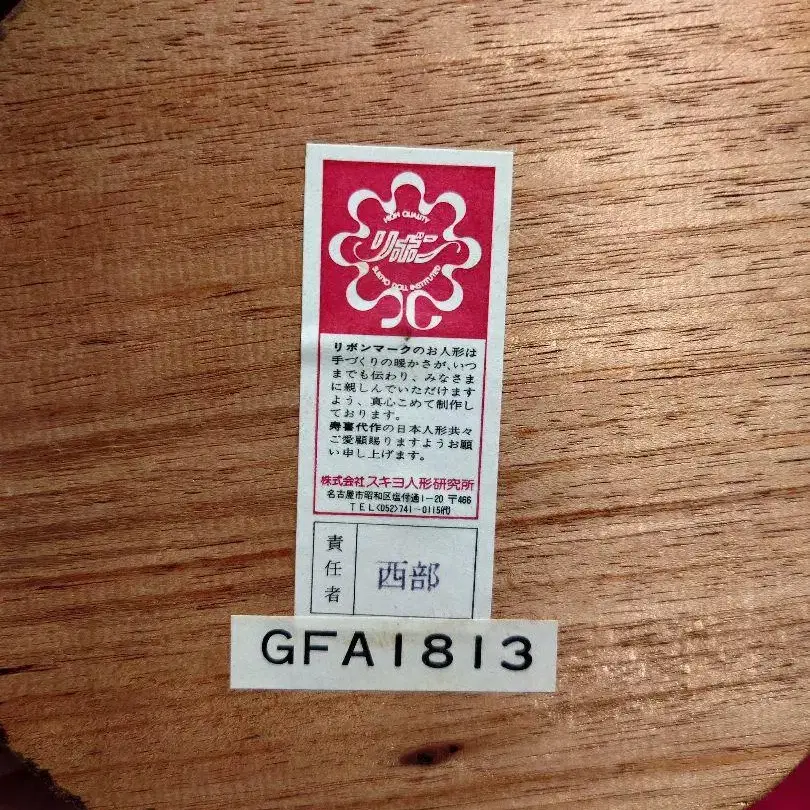 HIGH QUALITY
リボン
SUKIYO DOLL INSTITUTED
リボンマークのお人形は
手づくりの暖かさが、いつ
までも伝わり、みなさま
に親しんでいただけます
よう、真心こめて制作し
ております。
寿喜代作の日本人形共々
ご愛顧賜りますようお願
い申し上げます。
株式会社スキヨ人形研究所
名古屋市昭和区塩付通1-20 〒466
TEL<052>741-0115代
責任者
西部
GFA1813